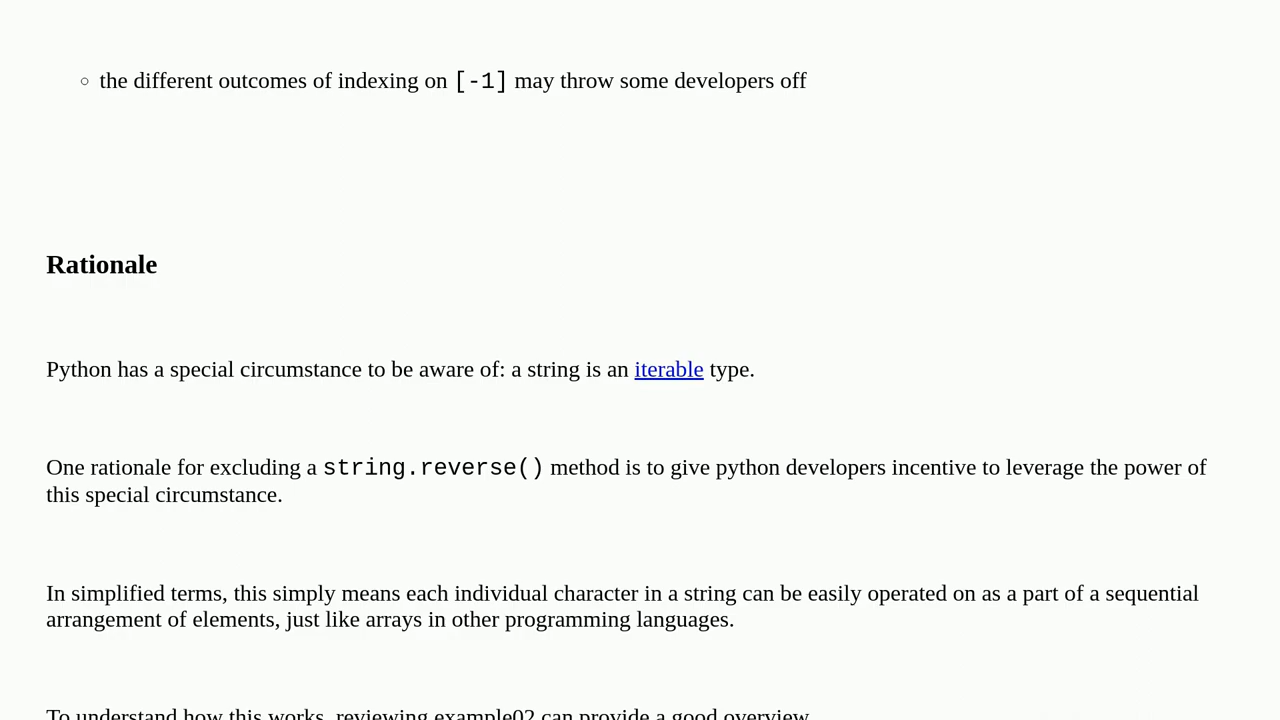 the different outcomes of indexing on [-1] may throw some developers off
Rationale
Python has a special circumstance to be aware of: a string is an iterable type.
One rationale for excluding a string.reverse() method is to give python developers incentive to leverage the power of
this special circumstance.
In simplified terms, this simply means each individual character in a string can be easily operated on as a part of a sequential
arrangement of elements, just like arrays in other programming languages.
To understand how this works, reviewing example02 can provide a good overview.